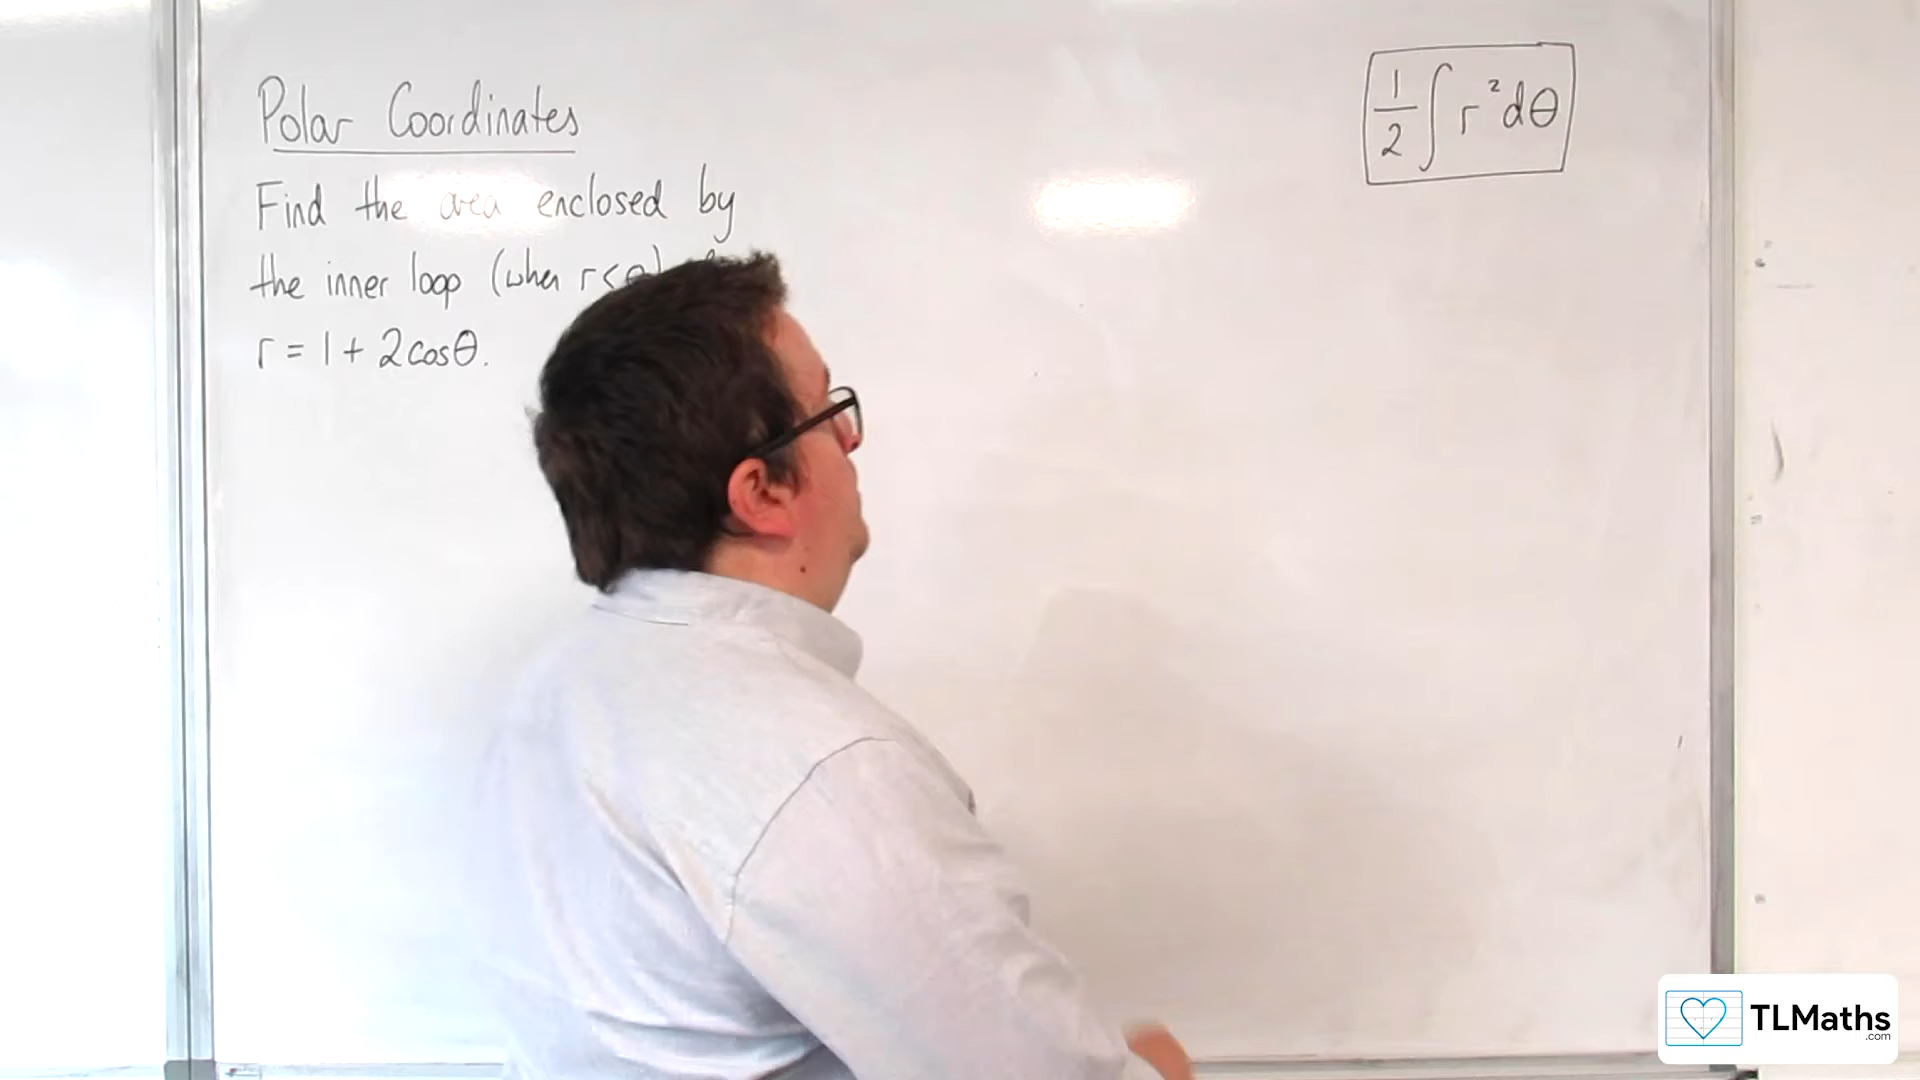 Polar Coordinates
Find the area enclosed by
the inner loop (when r<
r = 1 + 2cosθ.
1/2 ∫ r² dθ
TLMaths
.com